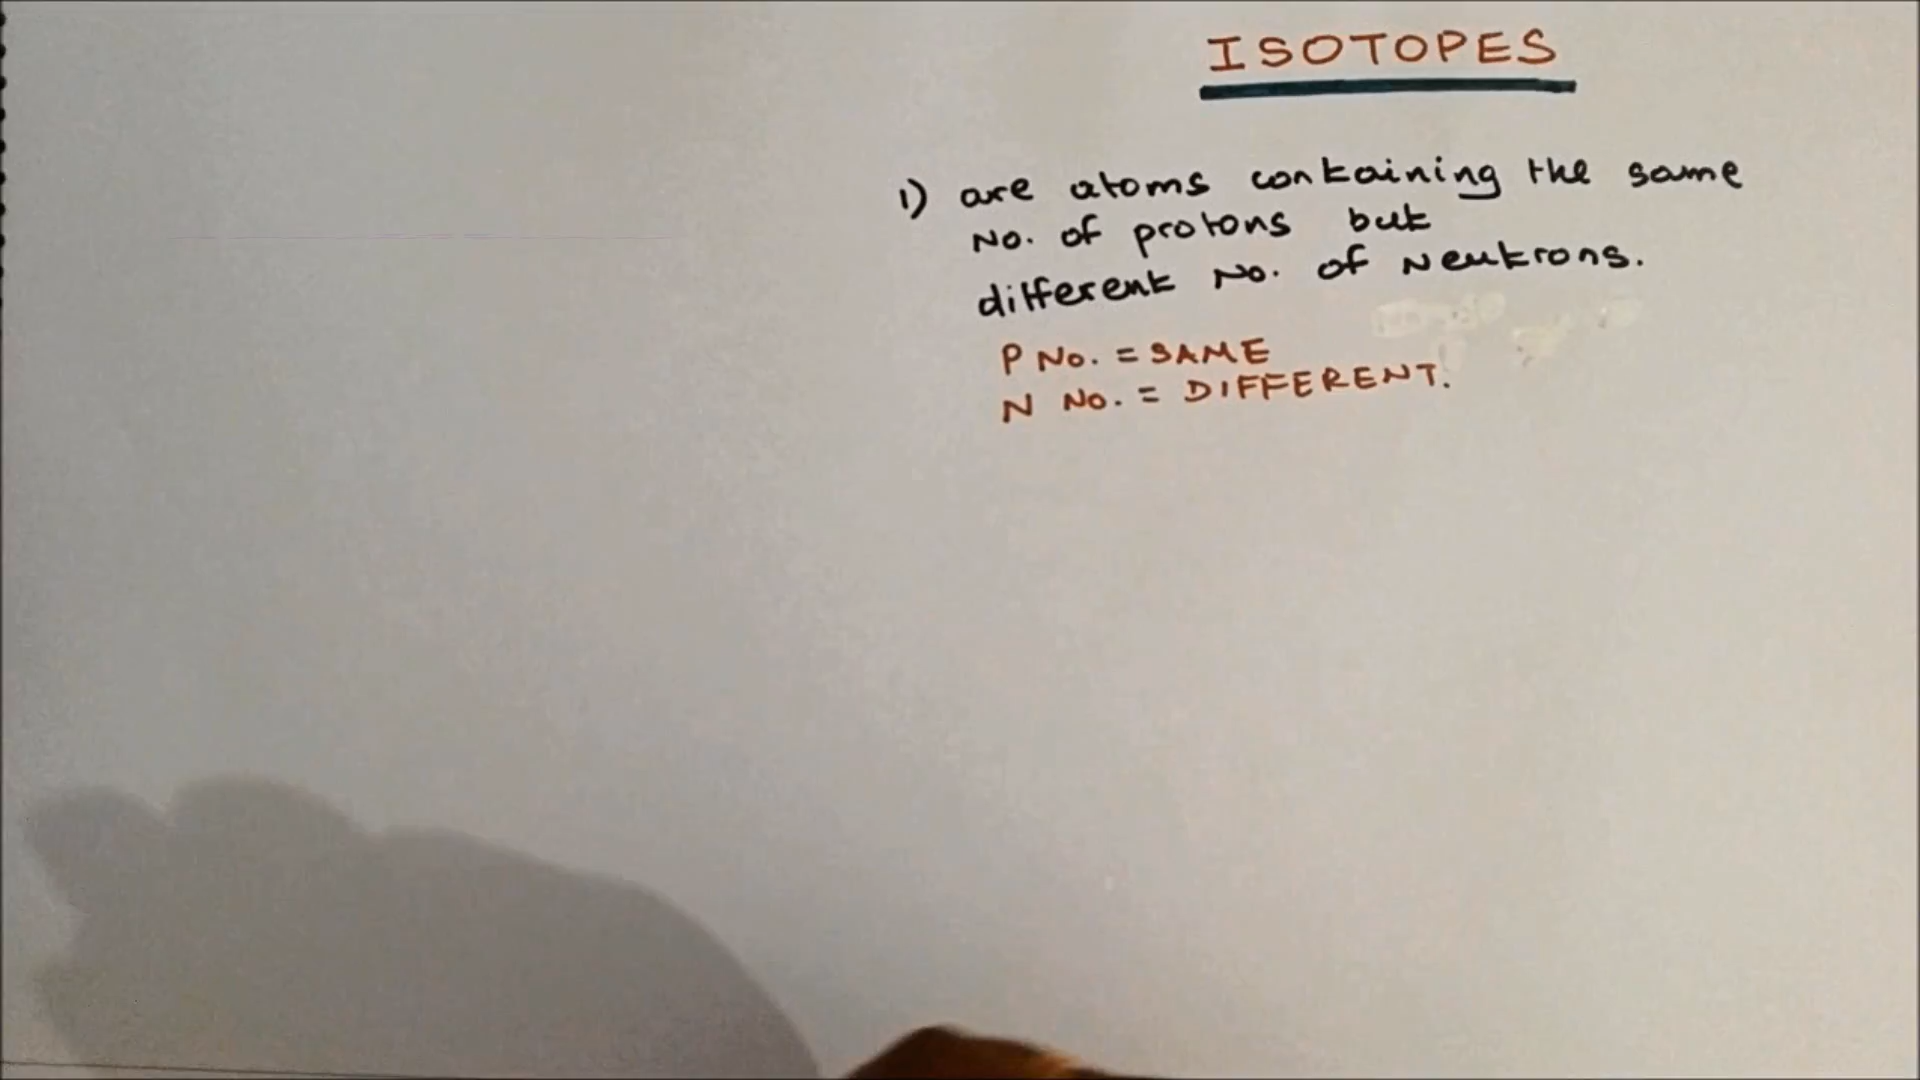 ISOTOPES
1) are atoms containing the same
No. of protons but
different No. of Neutrons.
P No. = SAME
N No. = DIFFERENT.